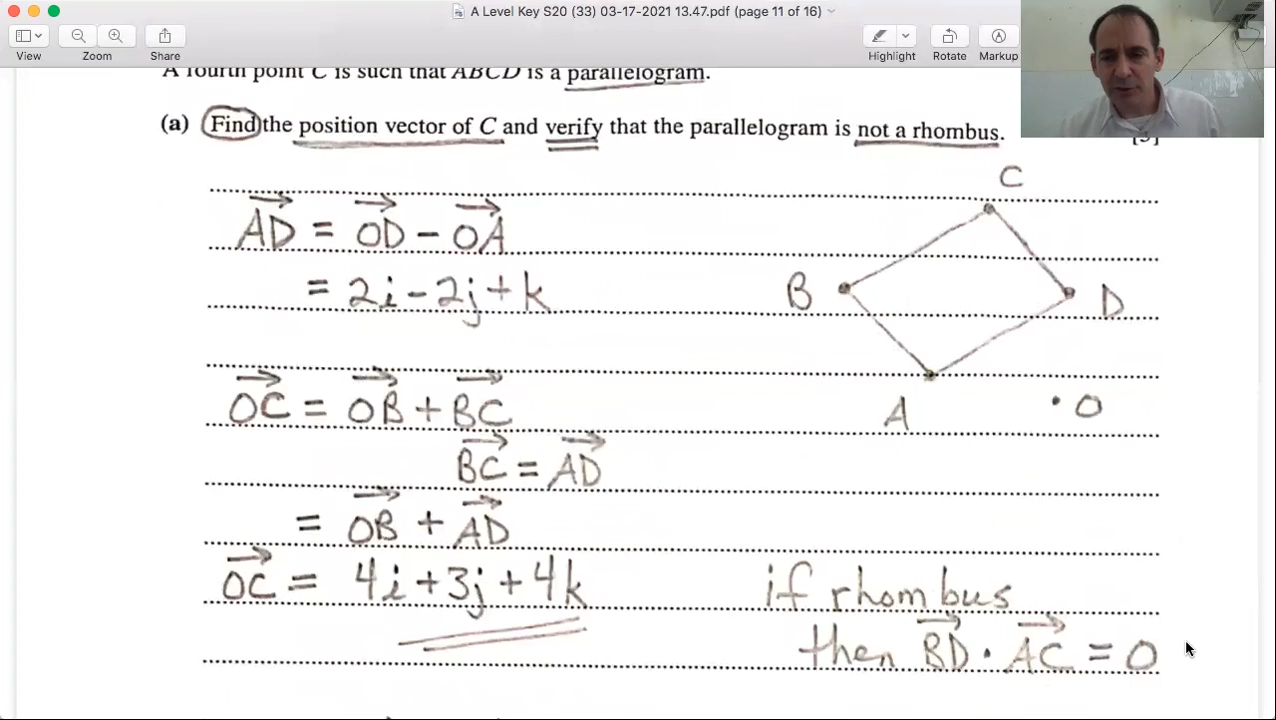 A Level Key S20 (33) 03-17-2021 13.47.pdf (page 11 of 16)
View Zoom Share Highlight Rotate Markup
A fourth point C is such that ABCD is a parallelogram.
(a) Find the position vector of C and verify that the parallelogram is not a rhombus. [5]
C
AD→ = OD→ − OA→
= 2i − 2j + k
B
D
OC→ = OB→ + BC→
A
· O
BC→ = AD→
= OB→ + AD→
OC→ = 4i + 3j + 4k
if rhombus
then BD→ · AC→ = 0